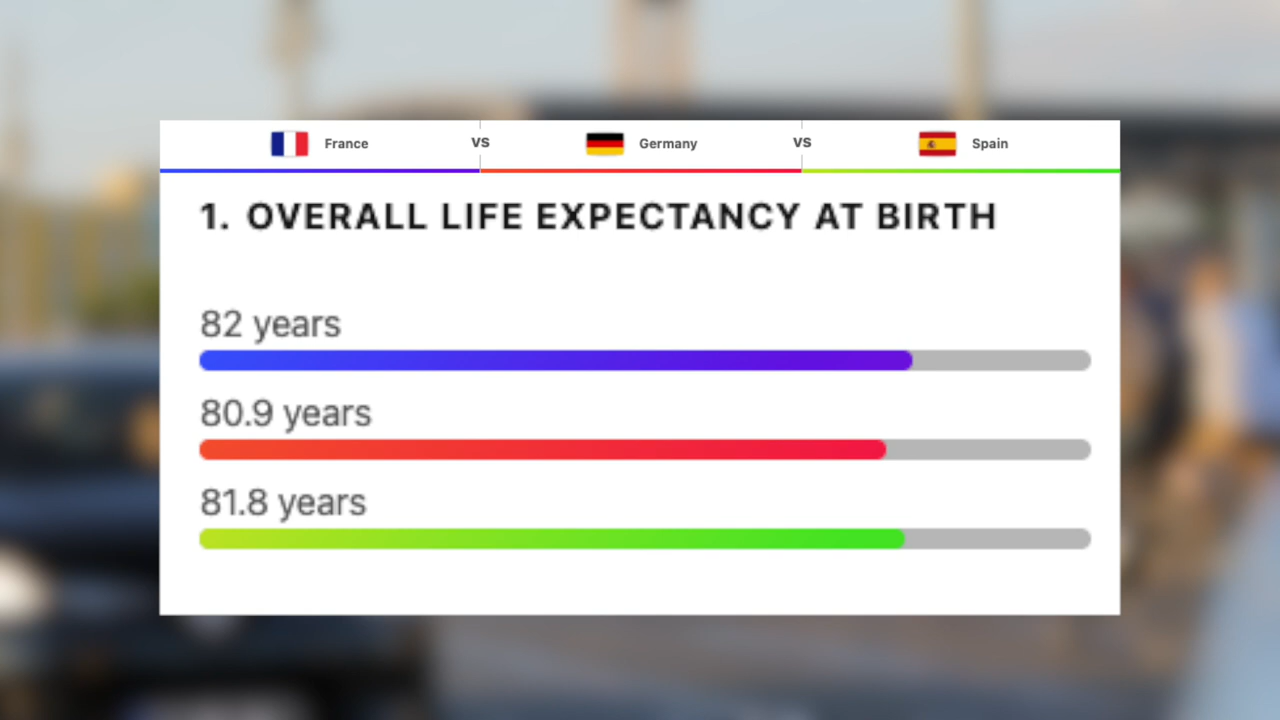 France vs Germany vs Spain
1. OVERALL LIFE EXPECTANCY AT BIRTH
82 years
80.9 years
81.8 years